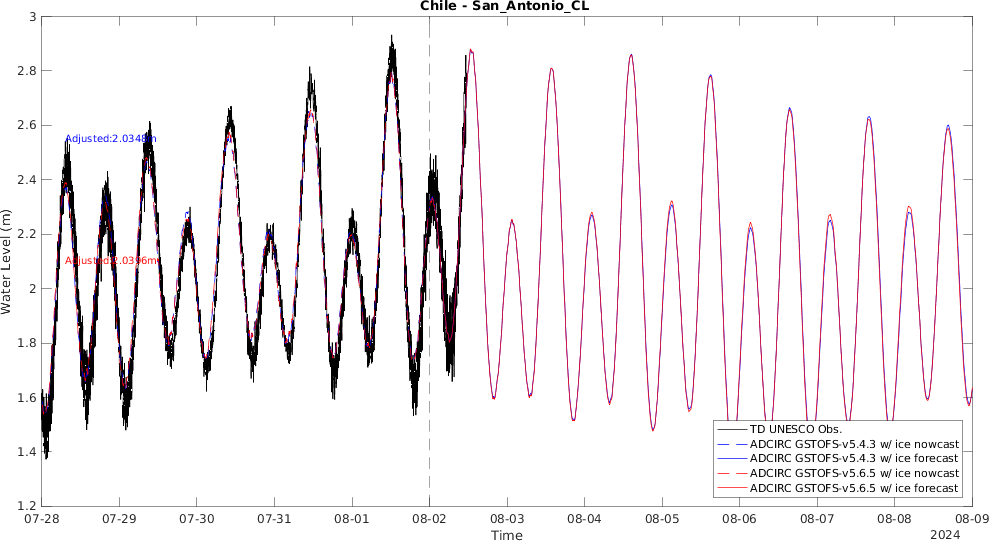 Chile - San_Antonio_CL
3
2.8
2.6
2.4
2.2
2
1.8
1.6
1.4
1.2
Water Level (m)
Adjusted:2.0348m
Adjusted:2.0396m
TD UNESCO Obs.
ADCIRC GSTOFS-v5.4.3 w/ ice nowcast
ADCIRC GSTOFS-v5.4.3 w/ ice forecast
ADCIRC GSTOFS-v5.6.5 w/ ice nowcast
ADCIRC GSTOFS-v5.6.5 w/ ice forecast
07-28 07-29 07-30 07-31 08-01 08-02 08-03 08-04 08-05 08-06 08-07 08-08 08-09
Time
2024